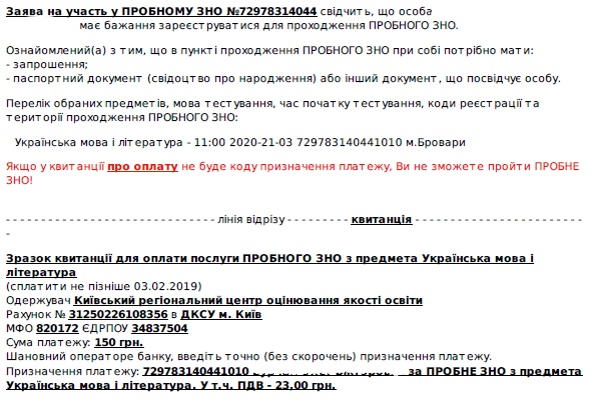 Заява на участь у ПРОБНОМУ ЗНО №72978314044 свідчить, що особа
має бажання зареєструватися для проходження ПРОБНОГО ЗНО.
Ознайомлений(а) з тим, що в пункті проходження ПРОБНОГО ЗНО при собі потрібно мати:
- запрошення;
- паспортний документ (свідоцтво про народження) або інший документ, що посвідчує особу.
Перелік обраних предметів, мова тестування, час початку тестування, коди реєстрації та
території проходження ПРОБНОГО ЗНО:
Українська мова і література - 11:00 2020-21-03 729783140441010 м.Бровари
Якщо у квитанції про оплату не буде коду призначення платежу, Ви не зможете пройти ПРОБНЕ
ЗНО!
- - - - - - - - - - - - - - - - - - - - - - - - - - - - - - лінія відрізу - - - - - - - - - квитанція - - - - - - - - - - - - - - - - - - - - - - - -
-
Зразок квитанції для оплати послуги ПРОБНОГО ЗНО з предмета Українська мова і
література
(сплатити не пізніше 03.02.2019)
Одержувач Київський регіональний центр оцінювання якості освіти
Рахунок № 31250226108356 в ДКСУ м. Київ
МФО 820172 ЄДРПОУ 34837504
Сума платежу: 150 грн.
Шановний операторе банку, введіть точно (без скорочень) призначення платежу.
Призначення платежу: 729783140441010 за ПРОБНЕ ЗНО з предмета
Українська мова і література. У т.ч. ПДВ - 23.00 грн.